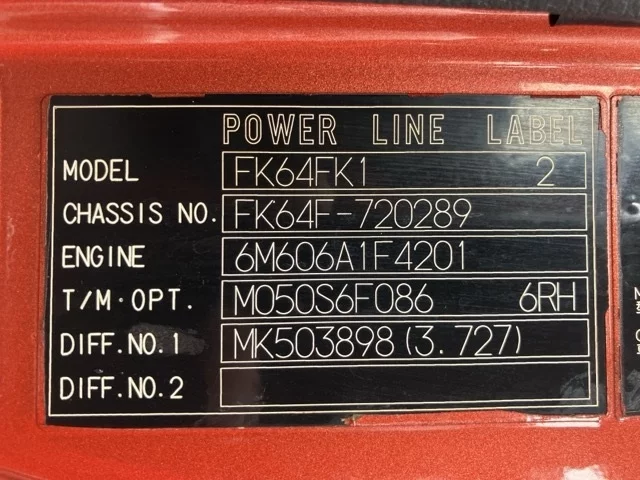 POWER LINE LABEL
MODEL FK64FK1 2
CHASSIS NO. FK64F-720289
ENGINE 6M606A1F4201
T/M·OPT. M050S6F086 6RH
DIFF.NO.1 MK503898(3.727)
DIFF.NO.2